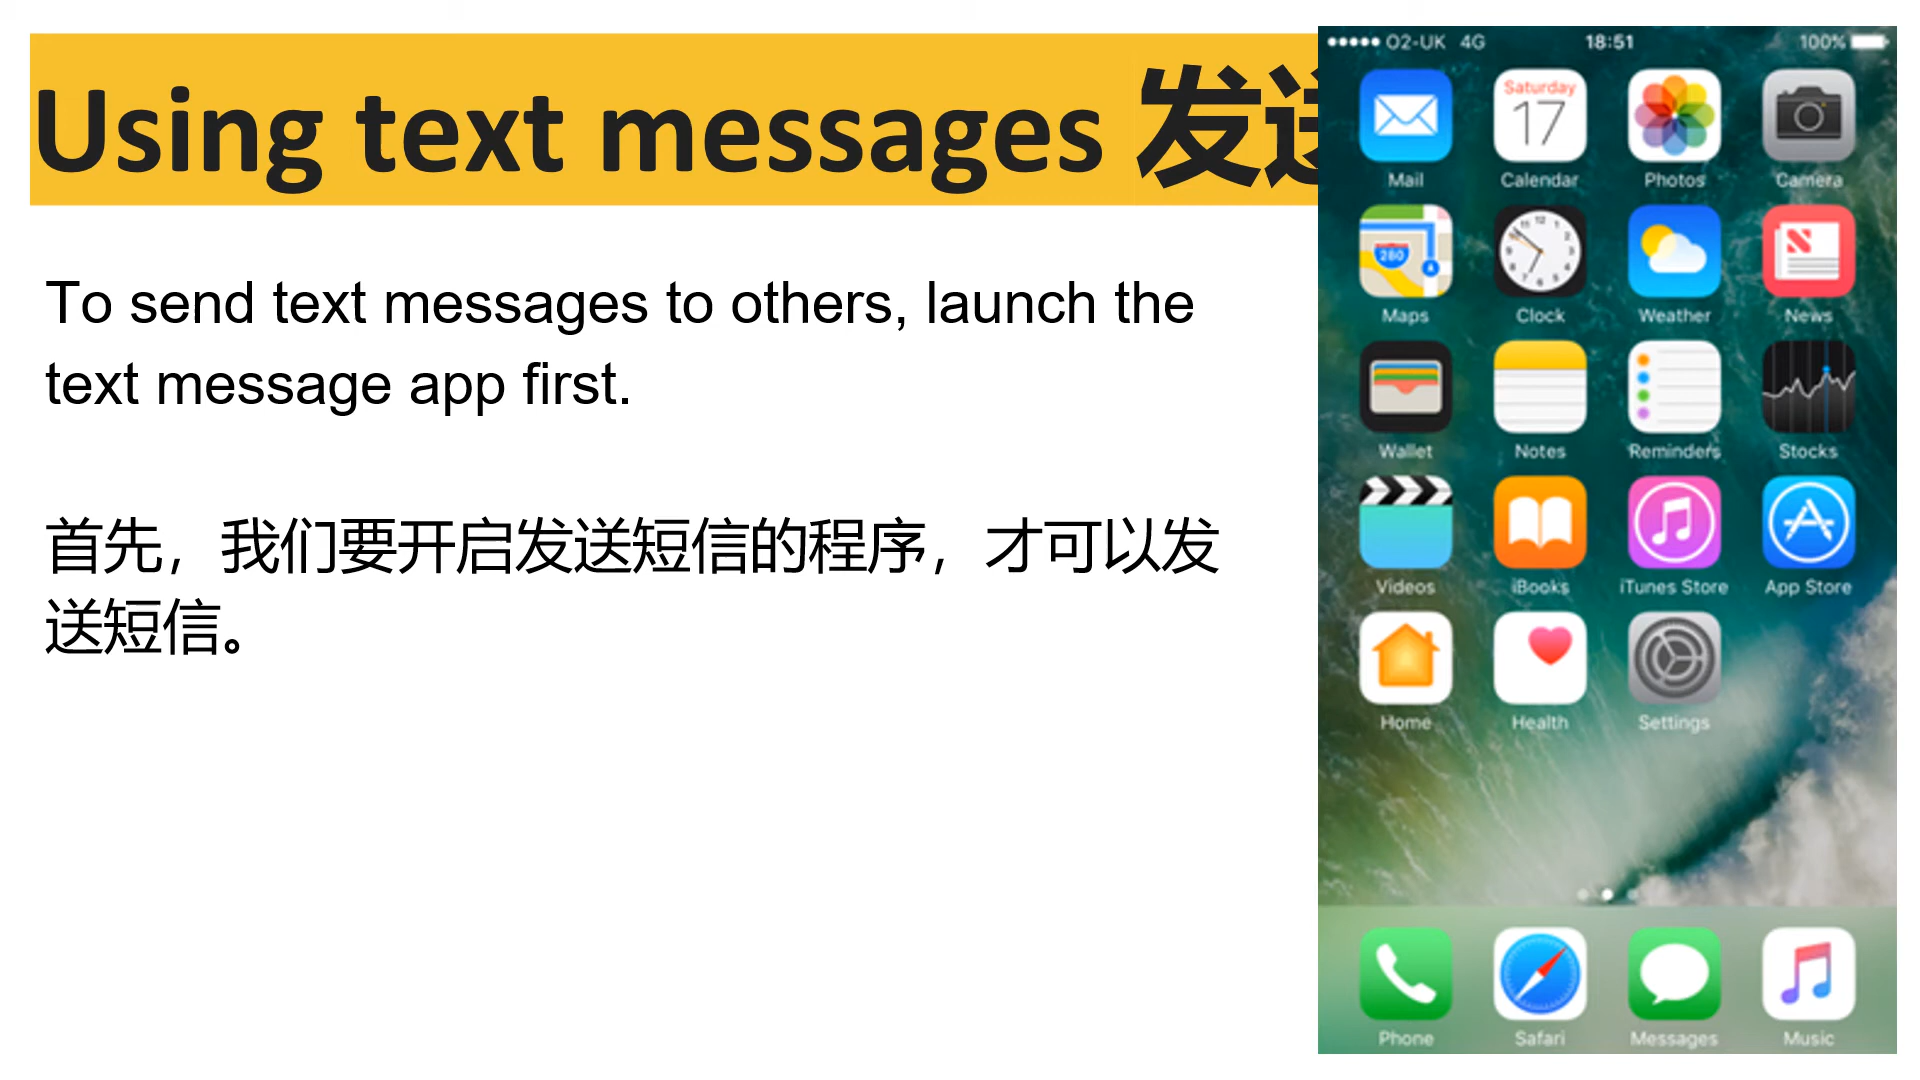 Using text messages 发送
To send text messages to others, launch the
text message app first.
首先，我们要开启发送短信的程序，才可以发
送短信。
O2-UK 4G 18:51 100%
Saturday
17
Mail Calendar Photos Camera
280
12
Maps Clock Weather News
Wallet Notes Reminders Stocks
Videos iBooks iTunes Store App Store
Home Health Settings
Phone Safari Messages Music